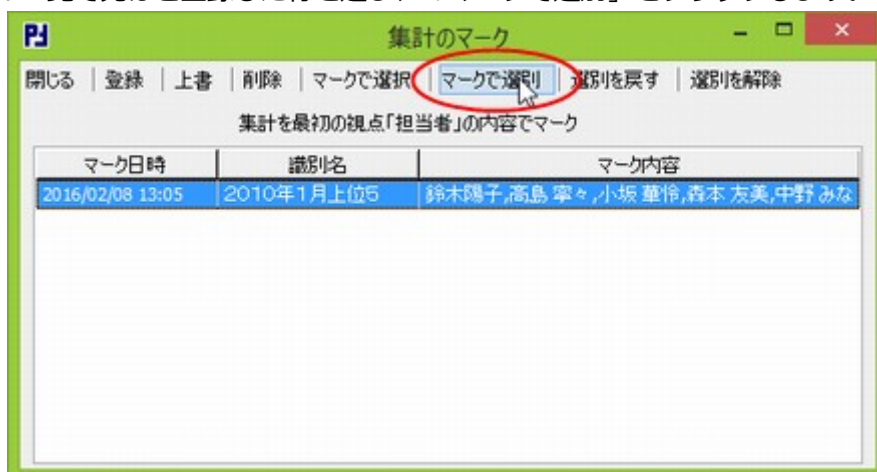 集計のマーク
閉じる | 登録 | 上書 | 削除 | マークで選択 | マークで選別 | 選別を戻す | 選別を解除
集計を最初の視点「担当者」の内容でマーク
マーク日時 識別名 マーク内容
2016/02/08 13:05 2010年1月上位5 鈴木陽子,高島 寧々,小坂 華怜,森本 友美,中野 みな